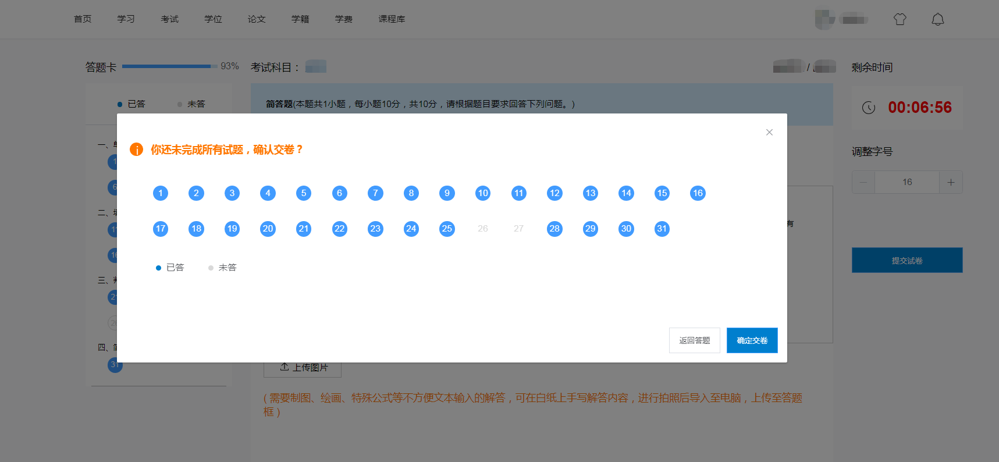 首页 学习 考试 学位 论文 学籍 学费 课程库
答题卡 93% 考试科目： / 剩余时间
已答 未答
简答题(本题共1小题，每小题10分，共10分，请根据题目要求回答下列问题。)
00:06:56
一、
你还未完成所有试题，确认交卷？
调整字号
16
1 2 3 4 5 6 7 8 9 10 11 12 13 14 15 16
二、
有
17 18 19 20 21 22 23 24 25 26 27 28 29 30 31
16
提交试卷
已答 未答
三、
21
26
返回答题 确定交卷
四、
31
上传图片
( 需要制图、绘画、特殊公式等不方便文本输入的解答，可在白纸上手写解答内容，进行拍照后导入至电脑，上传至答题
框 )